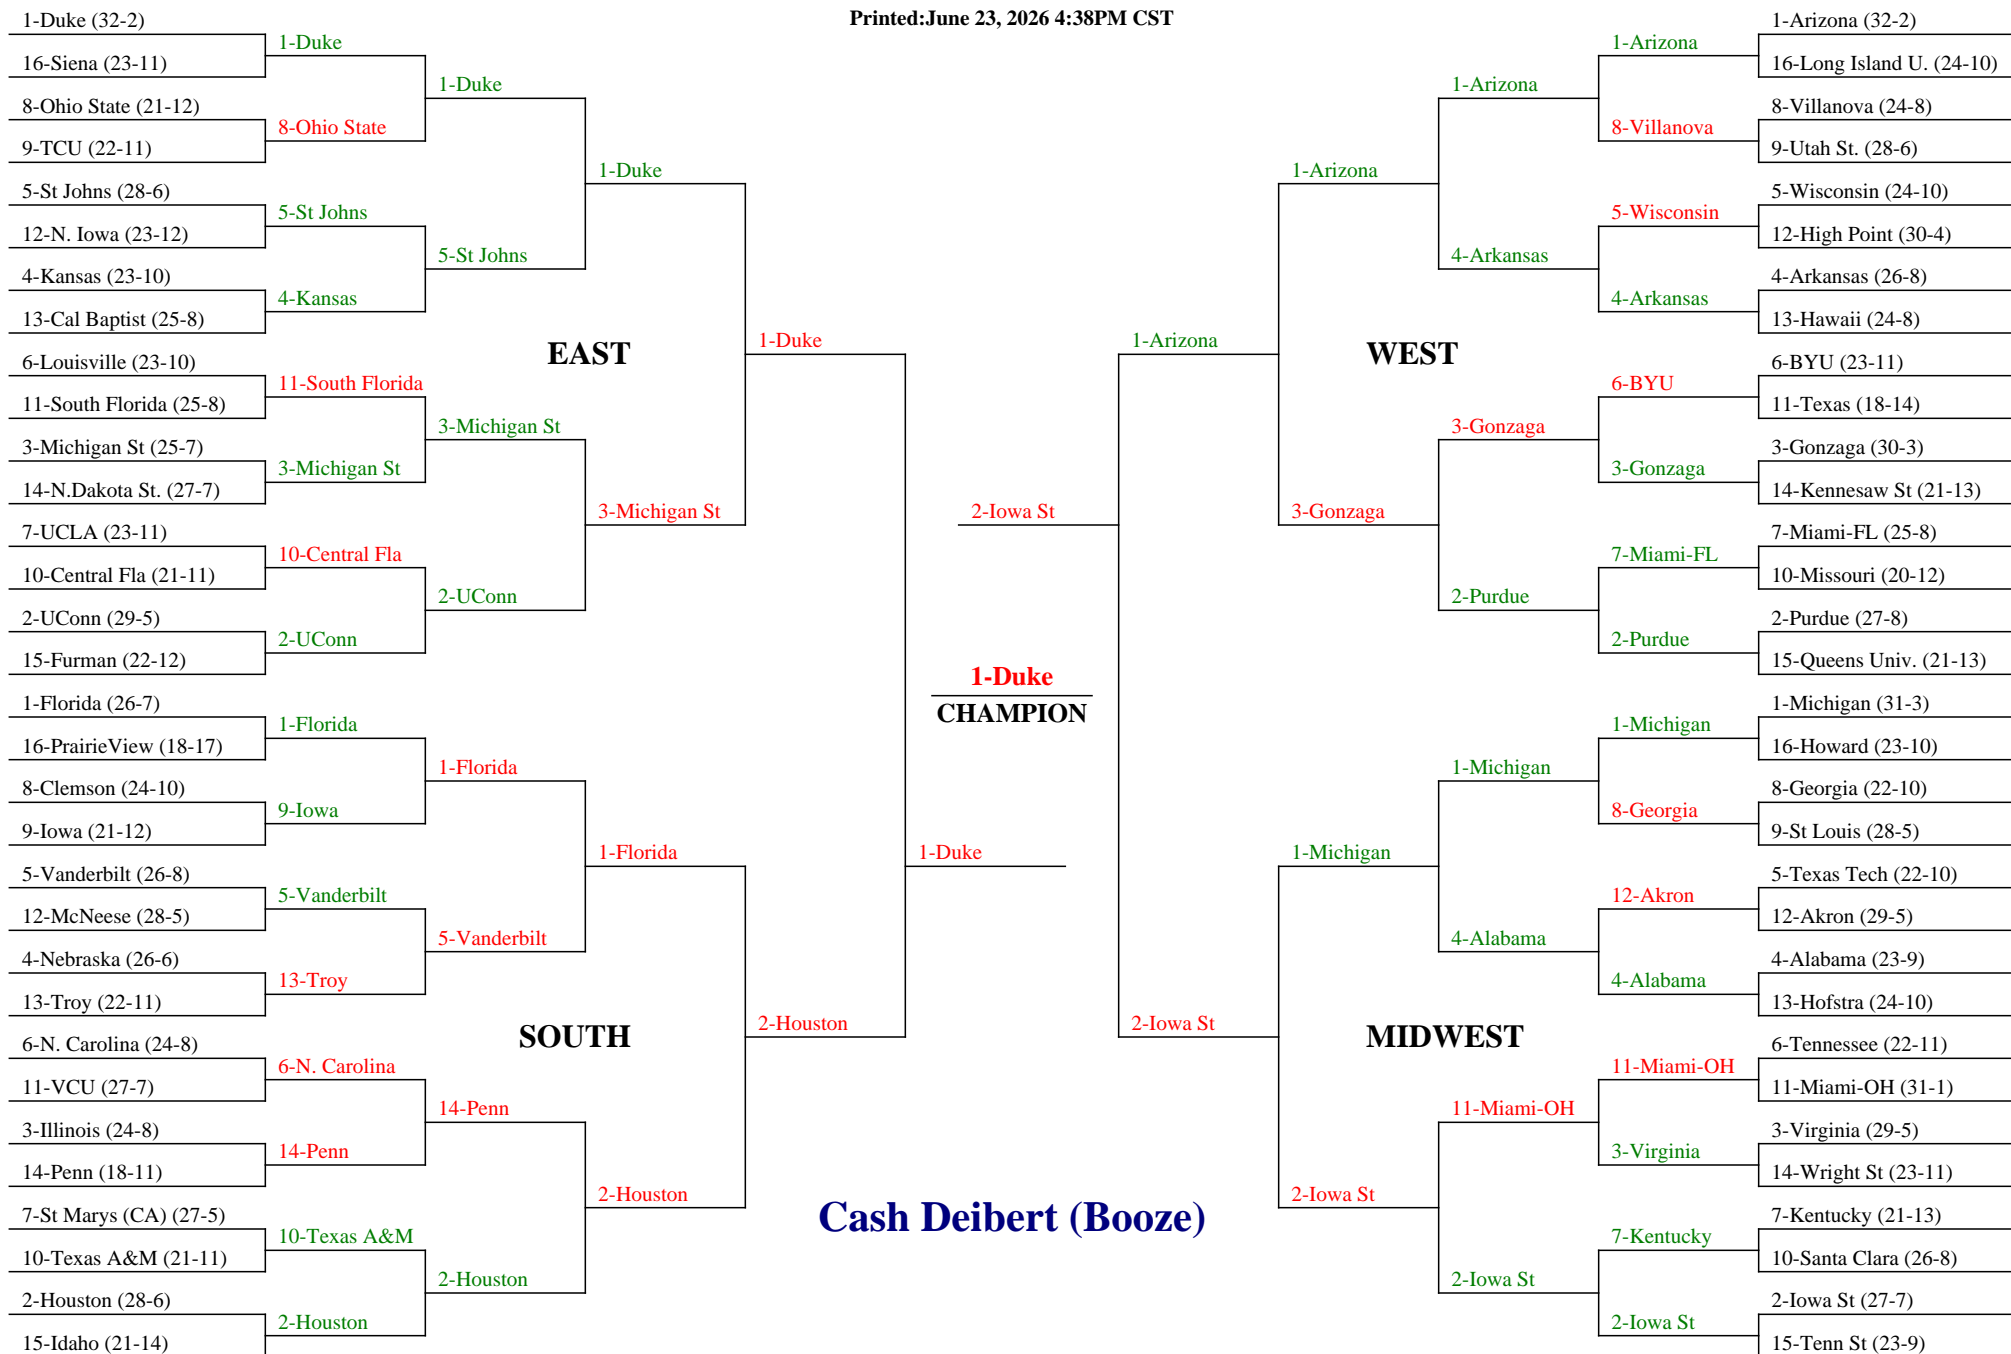 Printed:June 23, 2026 4:38PM CST
1-Duke (32-2)
16-Siena (23-11)
8-Ohio State (21-12)
9-TCU (22-11)
5-St Johns (28-6)
12-N. Iowa (23-12)
4-Kansas (23-10)
13-Cal Baptist (25-8)
6-Louisville (23-10)
11-South Florida (25-8)
3-Michigan St (25-7)
14-N.Dakota St. (27-7)
7-UCLA (23-11)
10-Central Fla (21-11)
2-UConn (29-5)
15-Furman (22-12)
1-Florida (26-7)
16-PrairieView (18-17)
8-Clemson (24-10)
9-Iowa (21-12)
5-Vanderbilt (26-8)
12-McNeese (28-5)
4-Nebraska (26-6)
13-Troy (22-11)
6-N. Carolina (24-8)
11-VCU (27-7)
3-Illinois (24-8)
14-Penn (18-11)
7-St Marys (CA) (27-5)
10-Texas A&M (21-11)
2-Houston (28-6)
15-Idaho (21-14)
1-Duke
8-Ohio State
5-St Johns
4-Kansas
11-South Florida
3-Michigan St
10-Central Fla
2-UConn
1-Florida
9-Iowa
5-Vanderbilt
13-Troy
6-N. Carolina
14-Penn
10-Texas A&M
2-Houston
1-Duke
5-St Johns
3-Michigan St
2-UConn
1-Florida
5-Vanderbilt
14-Penn
2-Houston
1-Duke
EAST
3-Michigan St
1-Florida
SOUTH
2-Houston
1-Duke
2-Houston
1-Duke
2-Iowa St
1-Duke
CHAMPION
Cash Deibert (Booze)
1-Arizona
2-Iowa St
1-Arizona
WEST
3-Gonzaga
1-Michigan
MIDWEST
2-Iowa St
1-Arizona
4-Arkansas
3-Gonzaga
2-Purdue
1-Michigan
4-Alabama
11-Miami-OH
2-Iowa St
1-Arizona
8-Villanova
5-Wisconsin
4-Arkansas
6-BYU
3-Gonzaga
7-Miami-FL
2-Purdue
1-Michigan
8-Georgia
12-Akron
4-Alabama
11-Miami-OH
3-Virginia
7-Kentucky
2-Iowa St
1-Arizona (32-2)
16-Long Island U. (24-10)
8-Villanova (24-8)
9-Utah St. (28-6)
5-Wisconsin (24-10)
12-High Point (30-4)
4-Arkansas (26-8)
13-Hawaii (24-8)
6-BYU (23-11)
11-Texas (18-14)
3-Gonzaga (30-3)
14-Kennesaw St (21-13)
7-Miami-FL (25-8)
10-Missouri (20-12)
2-Purdue (27-8)
15-Queens Univ. (21-13)
1-Michigan (31-3)
16-Howard (23-10)
8-Georgia (22-10)
9-St Louis (28-5)
5-Texas Tech (22-10)
12-Akron (29-5)
4-Alabama (23-9)
13-Hofstra (24-10)
6-Tennessee (22-11)
11-Miami-OH (31-1)
3-Virginia (29-5)
14-Wright St (23-11)
7-Kentucky (21-13)
10-Santa Clara (26-8)
2-Iowa St (27-7)
15-Tenn St (23-9)